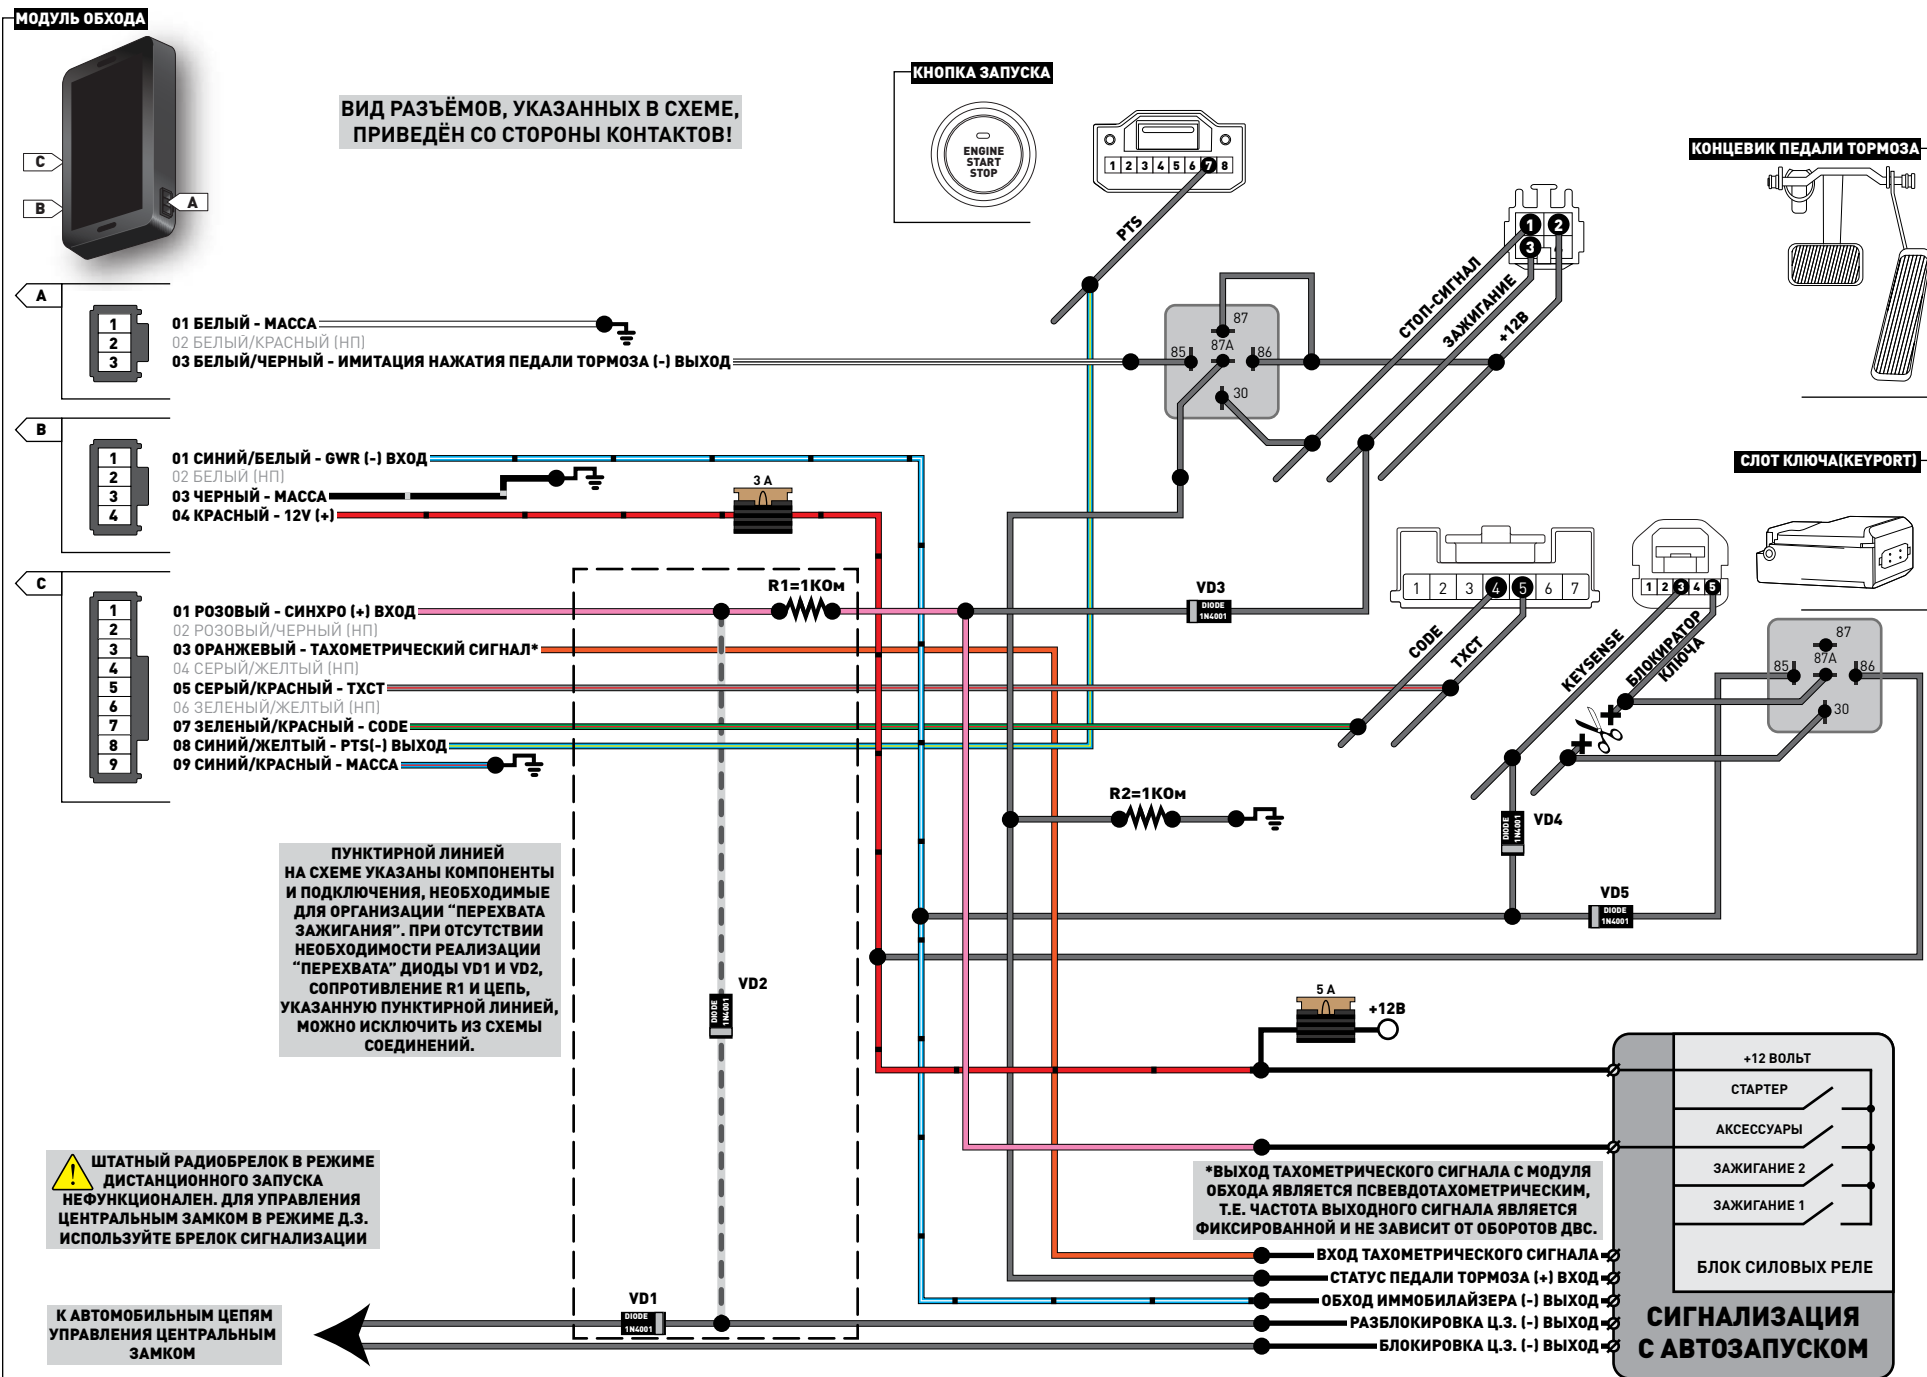 МОДУЛЬ ОБХОДА
C
B
A
ВИД РАЗЪЁМОВ, УКАЗАННЫХ В СХЕМЕ,
ПРИВЕДЁН СО СТОРОНЫ КОНТАКТОВ!
КНОПКА ЗАПУСКА
ENGINE
START
STOP
1 2 3 4 5 6 7 8
PTS
КОНЦЕВИК ПЕДАЛИ ТОРМОЗА
1 2
3
СТОП-СИГНАЛ
ЗАЖИГАНИЕ
+12В
A
1
2
3
01 БЕЛЫЙ - МАССА
02 БЕЛЫЙ/КРАСНЫЙ (НП)
03 БЕЛЫЙ/ЧЕРНЫЙ - ИМИТАЦИЯ НАЖАТИЯ ПЕДАЛИ ТОРМОЗА (-) ВЫХОД
87
87A
85
86
30
B
1
2
3
4
01 СИНИЙ/БЕЛЫЙ - GWR (-) ВХОД
02 БЕЛЫЙ (НП)
03 ЧЕРНЫЙ - МАССА
04 КРАСНЫЙ - 12V (+)
3 А
СЛОТ КЛЮЧА(KEYPORT)
C
1
2
3
4
5
6
7
8
9
01 РОЗОВЫЙ - СИНХРО (+) ВХОД
02 РОЗОВЫЙ/ЧЕРНЫЙ (НП)
03 ОРАНЖЕВЫЙ - ТАХОМЕТРИЧЕСКИЙ СИГНАЛ*
04 СЕРЫЙ/ЖЕЛТЫЙ (НП)
05 СЕРЫЙ/КРАСНЫЙ - TXCT
06 ЗЕЛЕНЫЙ/ЖЕЛТЫЙ (НП)
07 ЗЕЛЕНЫЙ/КРАСНЫЙ - CODE
08 СИНИЙ/ЖЕЛТЫЙ - PTS(-) ВЫХОД
09 СИНИЙ/КРАСНЫЙ - МАССА
R1=1КОм
VD3
DIODE
1N4001
1 2 3 4 5 6 7
1 2 3 4 5
CODE
TXCT
KEYSENSE
БЛОКИРАТОР
КЛЮЧА
87
87A
85
86
30
R2=1КОм
DIODE
1N4001
VD4
VD5
DIODE
1N4001
ПУНКТИРНОЙ ЛИНИЕЙ
НА СХЕМЕ УКАЗАНЫ КОМПОНЕНТЫ
И ПОДКЛЮЧЕНИЯ, НЕОБХОДИМЫЕ
ДЛЯ ОРГАНИЗАЦИИ “ПЕРЕХВАТА
ЗАЖИГАНИЯ”. ПРИ ОТСУТСТВИИ
НЕОБХОДИМОСТИ РЕАЛИЗАЦИИ
“ПЕРЕХВАТА” ДИОДЫ VD1 И VD2,
СОПРОТИВЛЕНИЕ R1 И ЦЕПЬ,
УКАЗАННУЮ ПУНКТИРНОЙ ЛИНИЕЙ,
МОЖНО ИСКЛЮЧИТЬ ИЗ СХЕМЫ
СОЕДИНЕНИЙ.
VD2
DIODE
1N4001
5 А
+12В
+12 ВОЛЬТ
СТАРТЕР
АКСЕССУАРЫ
ЗАЖИГАНИЕ 2
ЗАЖИГАНИЕ 1
БЛОК СИЛОВЫХ РЕЛЕ
СИГНАЛИЗАЦИЯ
С АВТОЗАПУСКОМ
! ШТАТНЫЙ РАДИОБРЕЛОК В РЕЖИМЕ
ДИСТАНЦИОННОГО ЗАПУСКА
НЕФУНКЦИОНАЛЕН. ДЛЯ УПРАВЛЕНИЯ
ЦЕНТРАЛЬНЫМ ЗАМКОМ В РЕЖИМЕ Д.З.
ИСПОЛЬЗУЙТЕ БРЕЛОК СИГНАЛИЗАЦИИ
*ВЫХОД ТАХОМЕТРИЧЕСКОГО СИГНАЛА С МОДУЛЯ
ОБХОДА ЯВЛЯЕТСЯ ПСВЕВДОТАХОМЕТРИЧЕСКИМ,
Т.Е. ЧАСТОТА ВЫХОДНОГО СИГНАЛА ЯВЛЯЕТСЯ
ФИКСИРОВАННОЙ И НЕ ЗАВИСИТ ОТ ОБОРОТОВ ДВС.
ВХОД ТАХОМЕТРИЧЕСКОГО СИГНАЛА
СТАТУС ПЕДАЛИ ТОРМОЗА (+) ВХОД
ОБХОД ИММОБИЛАЙЗЕРА (-) ВЫХОД
РАЗБЛОКИРОВКА Ц.З. (-) ВЫХОД
БЛОКИРОВКА Ц.З. (-) ВЫХОД
VD1
DIODE
1N4001
К АВТОМОБИЛЬНЫМ ЦЕПЯМ
УПРАВЛЕНИЯ ЦЕНТРАЛЬНЫМ
ЗАМКОМ